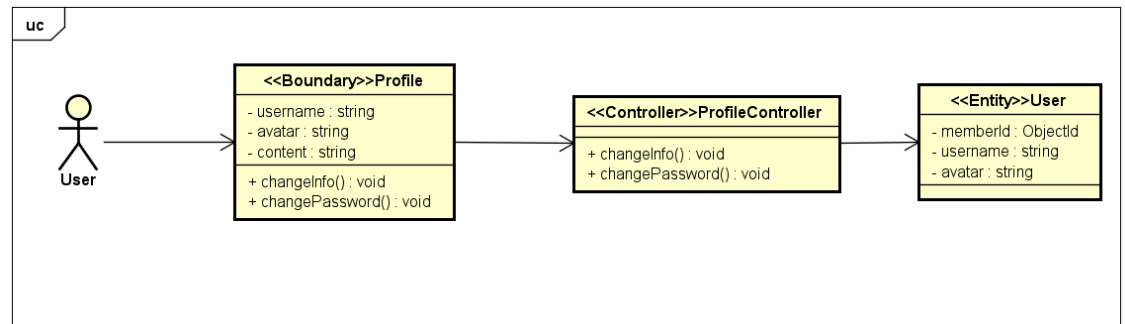 uc
<<Boundary>>Profile
- username : string
- avatar : string
- content : string
+ changeInfo() : void
+ changePassword() : void
<<Controller>>ProfileController
+ changeInfo() : void
+ changePassword() : void
<<Entity>>User
- memberId : ObjectId
- username : string
- avatar : string
User